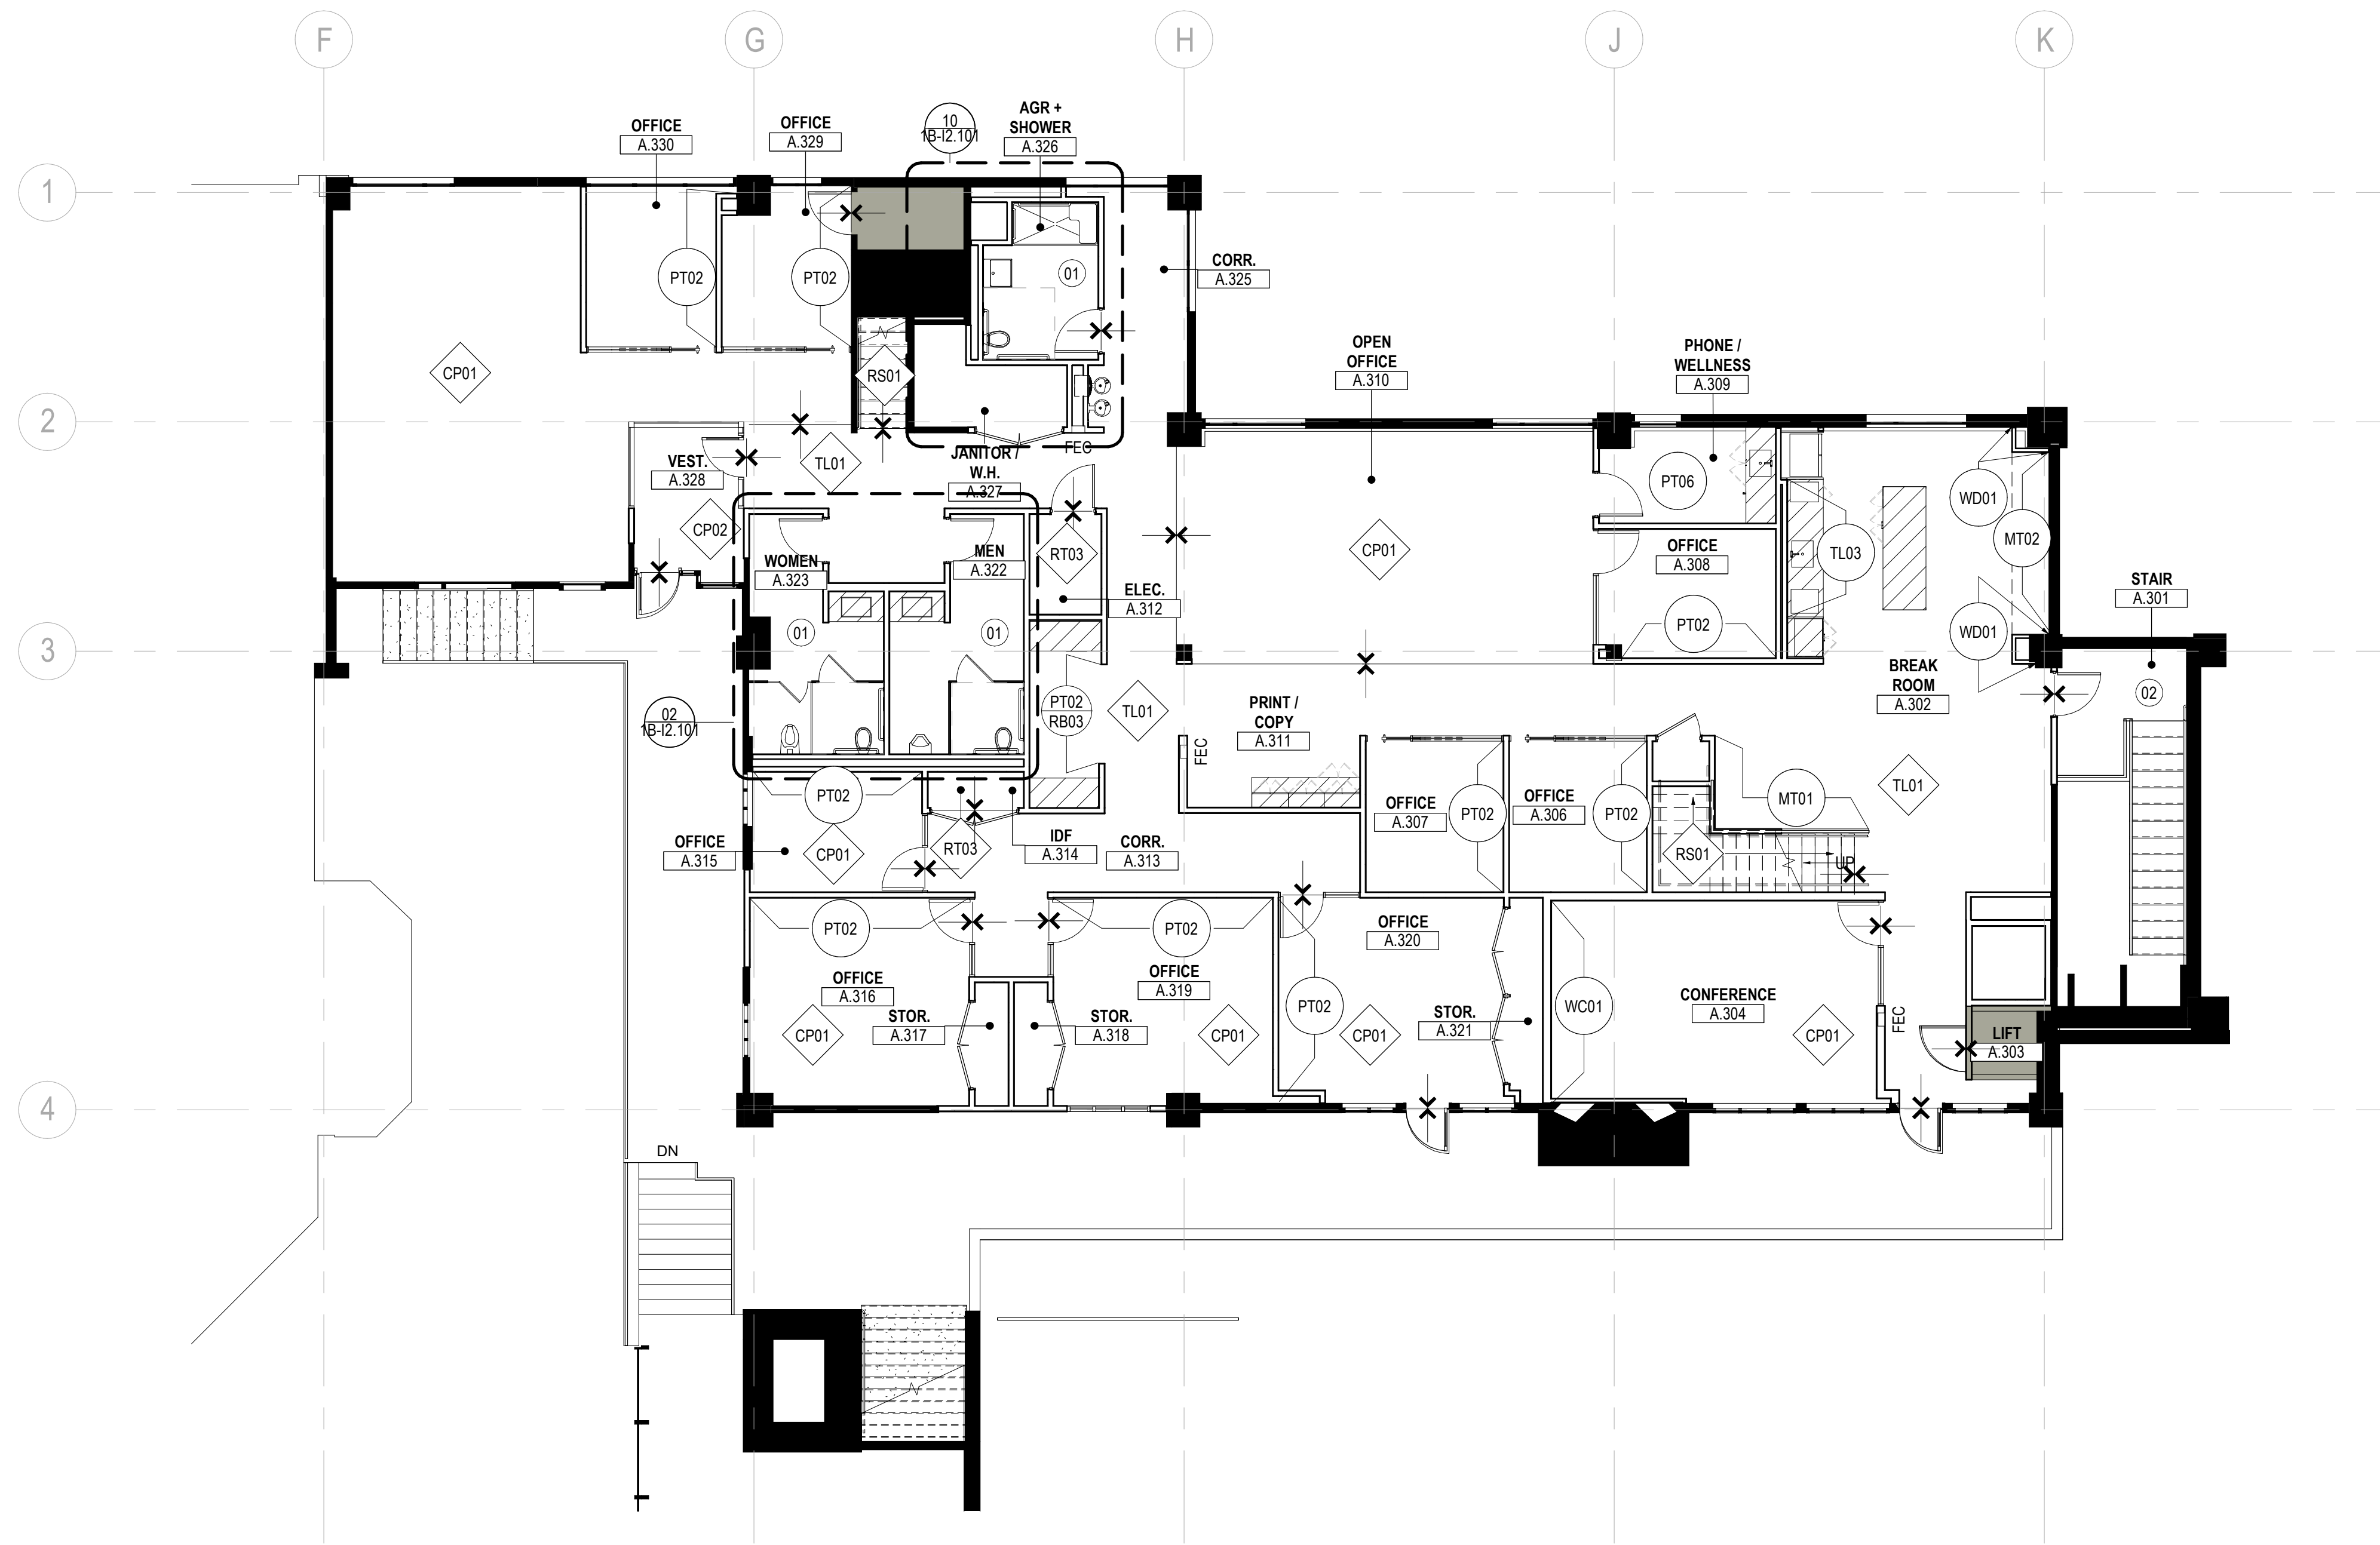 F
G
H
J
K
1
2
3
4
OFFICE
A.330
OFFICE
A.329
10
1B-I2.101
AGR +
SHOWER
A.326
PT02
PT02
01
CORR.
A.325
CP01
RS01
OPEN
OFFICE
A.310
PHONE /
WELLNESS
A.309
VEST.
A.328
TL01
JANITOR /
W.H.
A.327
FEC
PT06
WD01
CP02
WOMEN
A.323
MEN
A.322
RT03
CP01
OFFICE
A.308
TL03
MT02
ELEC.
A.312
STAIR
A.301
01
01
PT02
WD01
02
1B-I2.101
PT02
RB03
TL01
PRINT /
COPY
A.311
FEC
BREAK
ROOM
A.302
02
PT02
OFFICE
A.307
PT02
OFFICE
A.306
PT02
MT01
TL01
OFFICE
A.315
CP01
RT03
IDF
A.314
CORR.
A.313
RS01
UP
PT02
PT02
OFFICE
A.320
OFFICE
A.316
OFFICE
A.319
PT02
WC01
CONFERENCE
A.304
CP01
STOR.
A.317
STOR.
A.318
CP01
CP01
STOR.
A.321
CP01
FEC
LIFT
A.303
DN